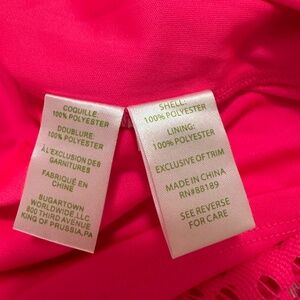 COQUILLE:
100% POLYESTER
DOUBLURE:
100% POLYESTER
À L'EXCLUSION DES
GARNITURES
FABRIQUÉ EN
CHINE
SUGARTOWN
WORLDWIDE, LLC
800 THIRD AVENUE
KING OF PRUSSIA, PA
SHELL:
100% POLYESTER
LINING:
100% POLYESTER
EXCLUSIVE OF TRIM
MADE IN CHINA
RN#88189
SEE REVERSE
FOR CARE